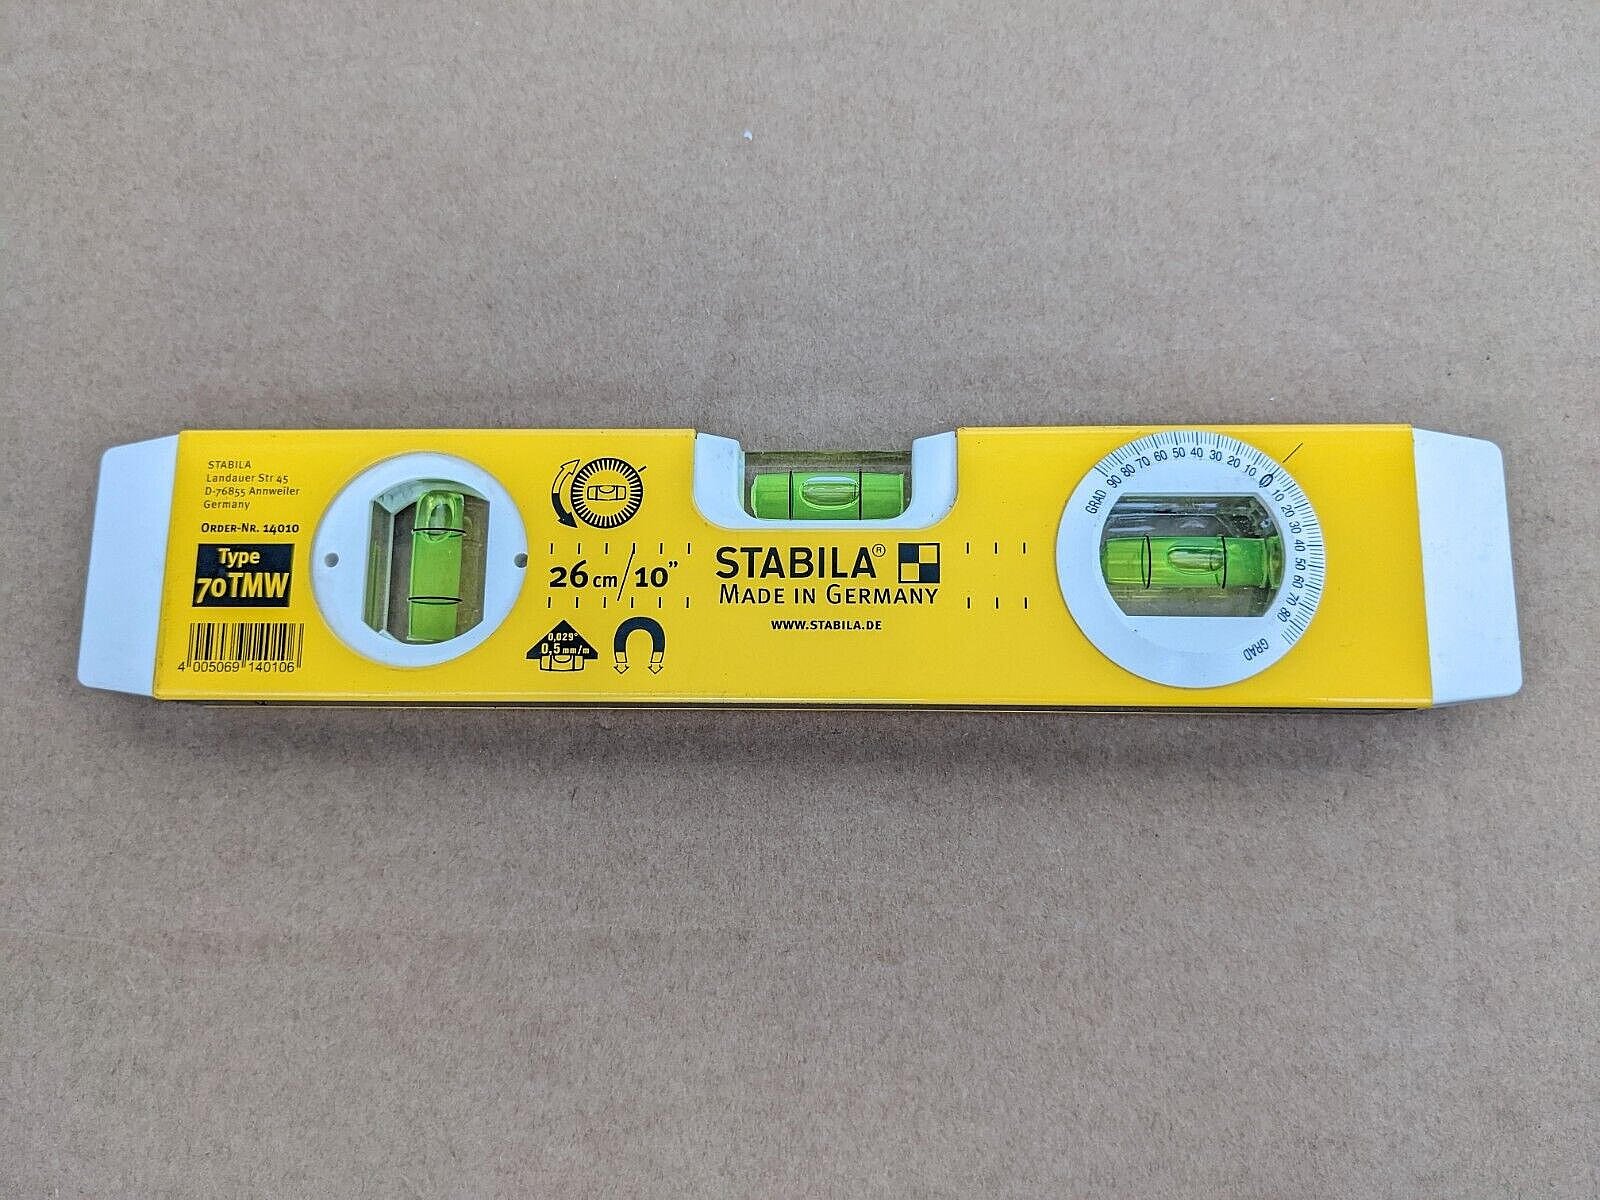 STABILA
Landauer Str 45
D-76855 Annweiler
Germany
ORDER-NR. 14010
Type
70TMW
4 005069 140106
26 cm/10"
0,029°
0,5 mm/m
STABILA®
MADE IN GERMANY
WWW.STABILA.DE
GRAD 90 80 70 60 50 40 30 20 10 0 10 20 30 40 50 60 70 80 GRAD